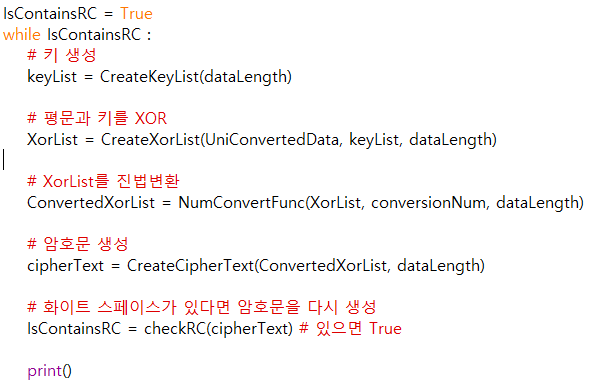 IsContainsRC = True
while IsContainsRC :
# 키 생성
keyList = CreateKeyList(dataLength)
# 평문과 키를 XOR
XorList = CreateXorList(UniConvertedData, keyList, dataLength)
# XorList를 진법변환
ConvertedXorList = NumConvertFunc(XorList, conversionNum, dataLength)
# 암호문 생성
cipherText = CreateCipherText(ConvertedXorList, dataLength)
# 화이트 스페이스가 있다면 암호문을 다시 생성
IsContainsRC = checkRC(cipherText) # 있으면 True
print()